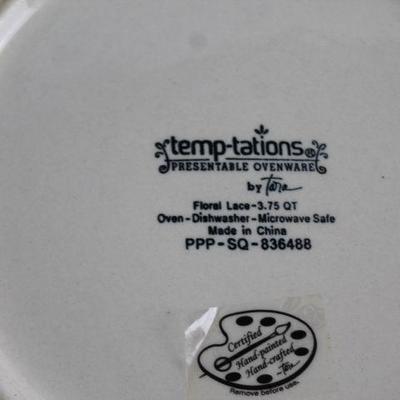 temp-tations®
PRESENTABLE OVENWARE
by Tara
Floral Lace-3.75 QT
Oven-Dishwasher-Microwave Safe
Made in China
PPP-SQ-836488
Certified
Hand-painted
Hand-crafted
~Tara
Remove before use.